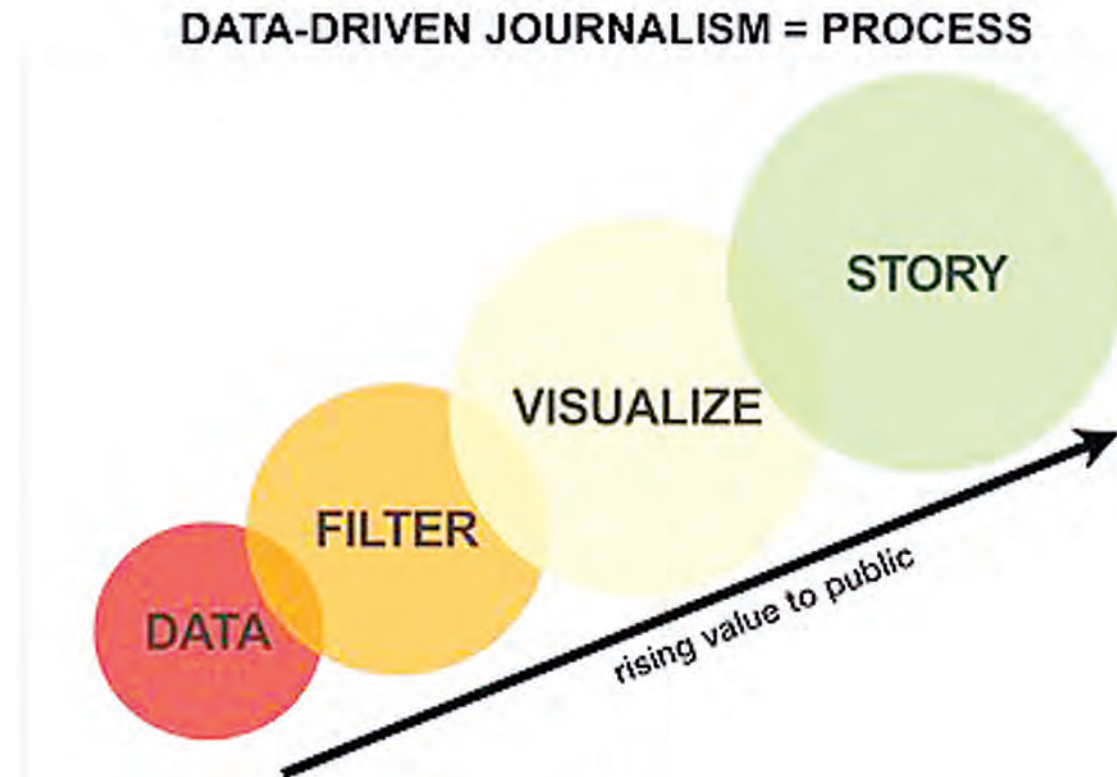 DATA-DRIVEN JOURNALISM = PROCESS
STORY
VISUALIZE
FILTER
DATA
rising value to public